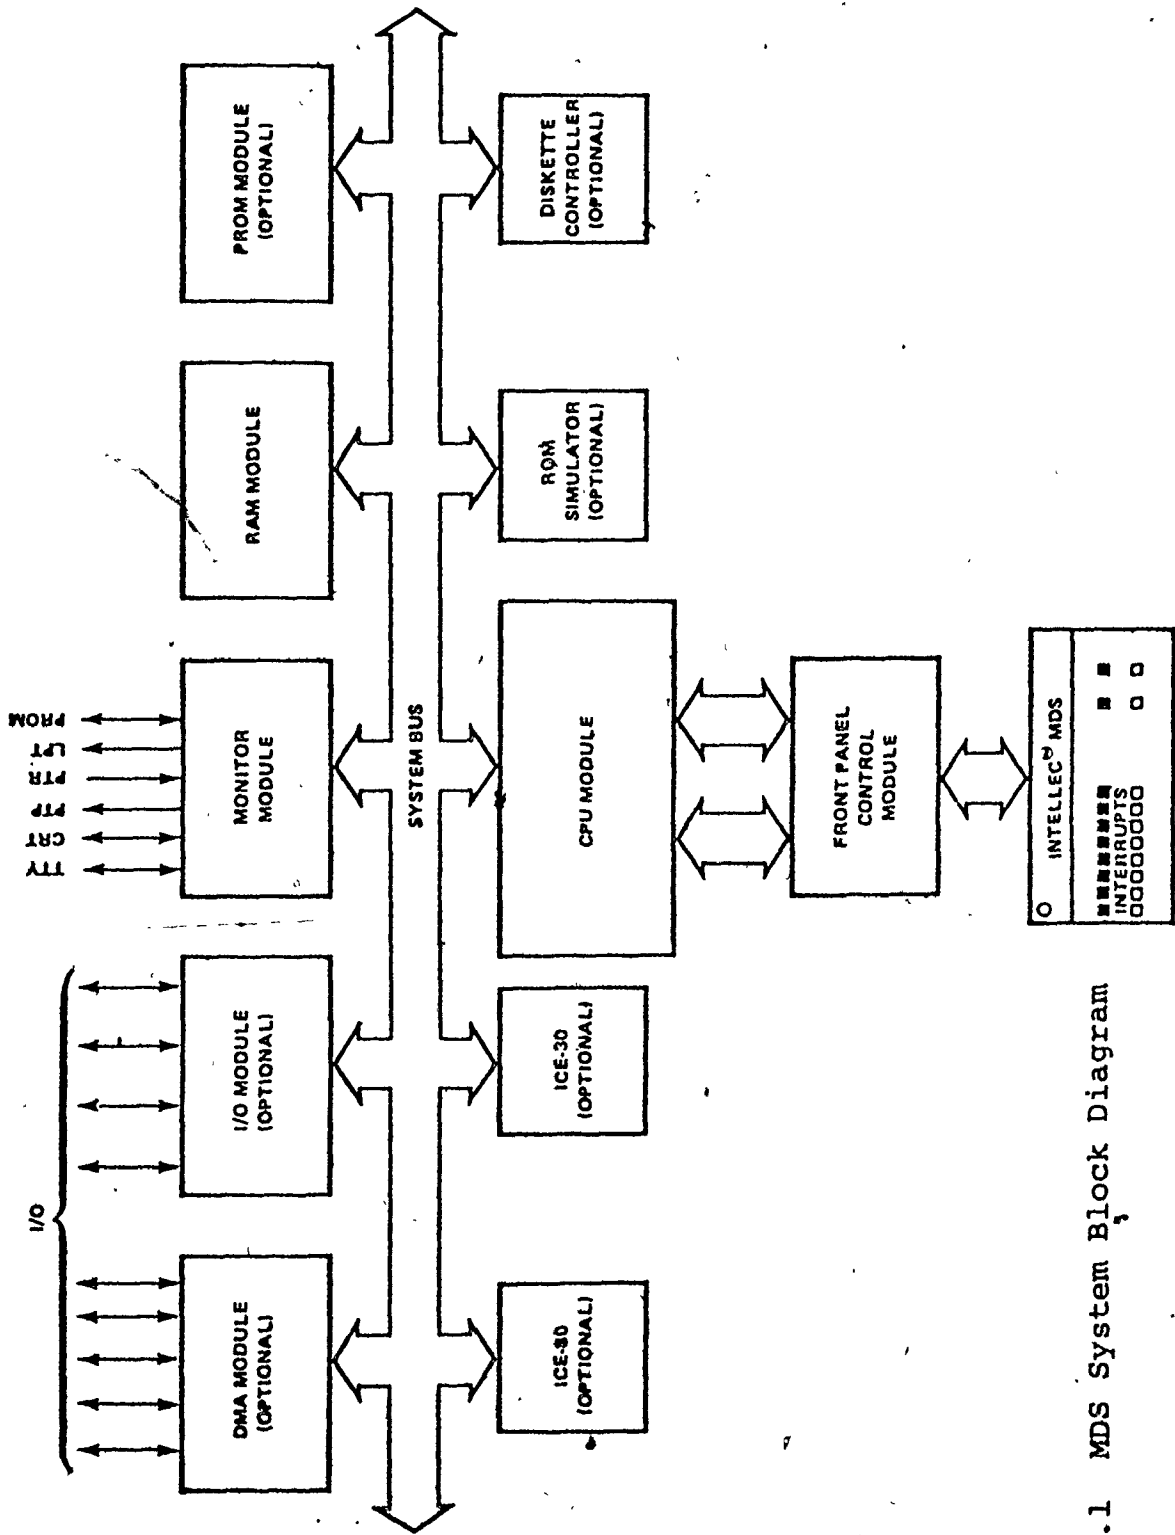 I/O
TTY
CRT
PTP
PTR
LPT
PROM
DMA MODULE
(OPTIONAL)
I/O MODULE
(OPTIONAL)
MONITOR
MODULE
RAM MODULE
PROM MODULE
(OPTIONAL)
SYSTEM BUS
ICE-80
(OPTIONAL)
ICE-30
(OPTIONAL)
CPU MODULE
ROM
SIMULATOR
(OPTIONAL)
DISKETTE
CONTROLLER
(OPTIONAL)
FRONT PANEL
CONTROL
MODULE
INTELLEC® MDS
INTERRUPTS
.1 MDS System Block Diagram